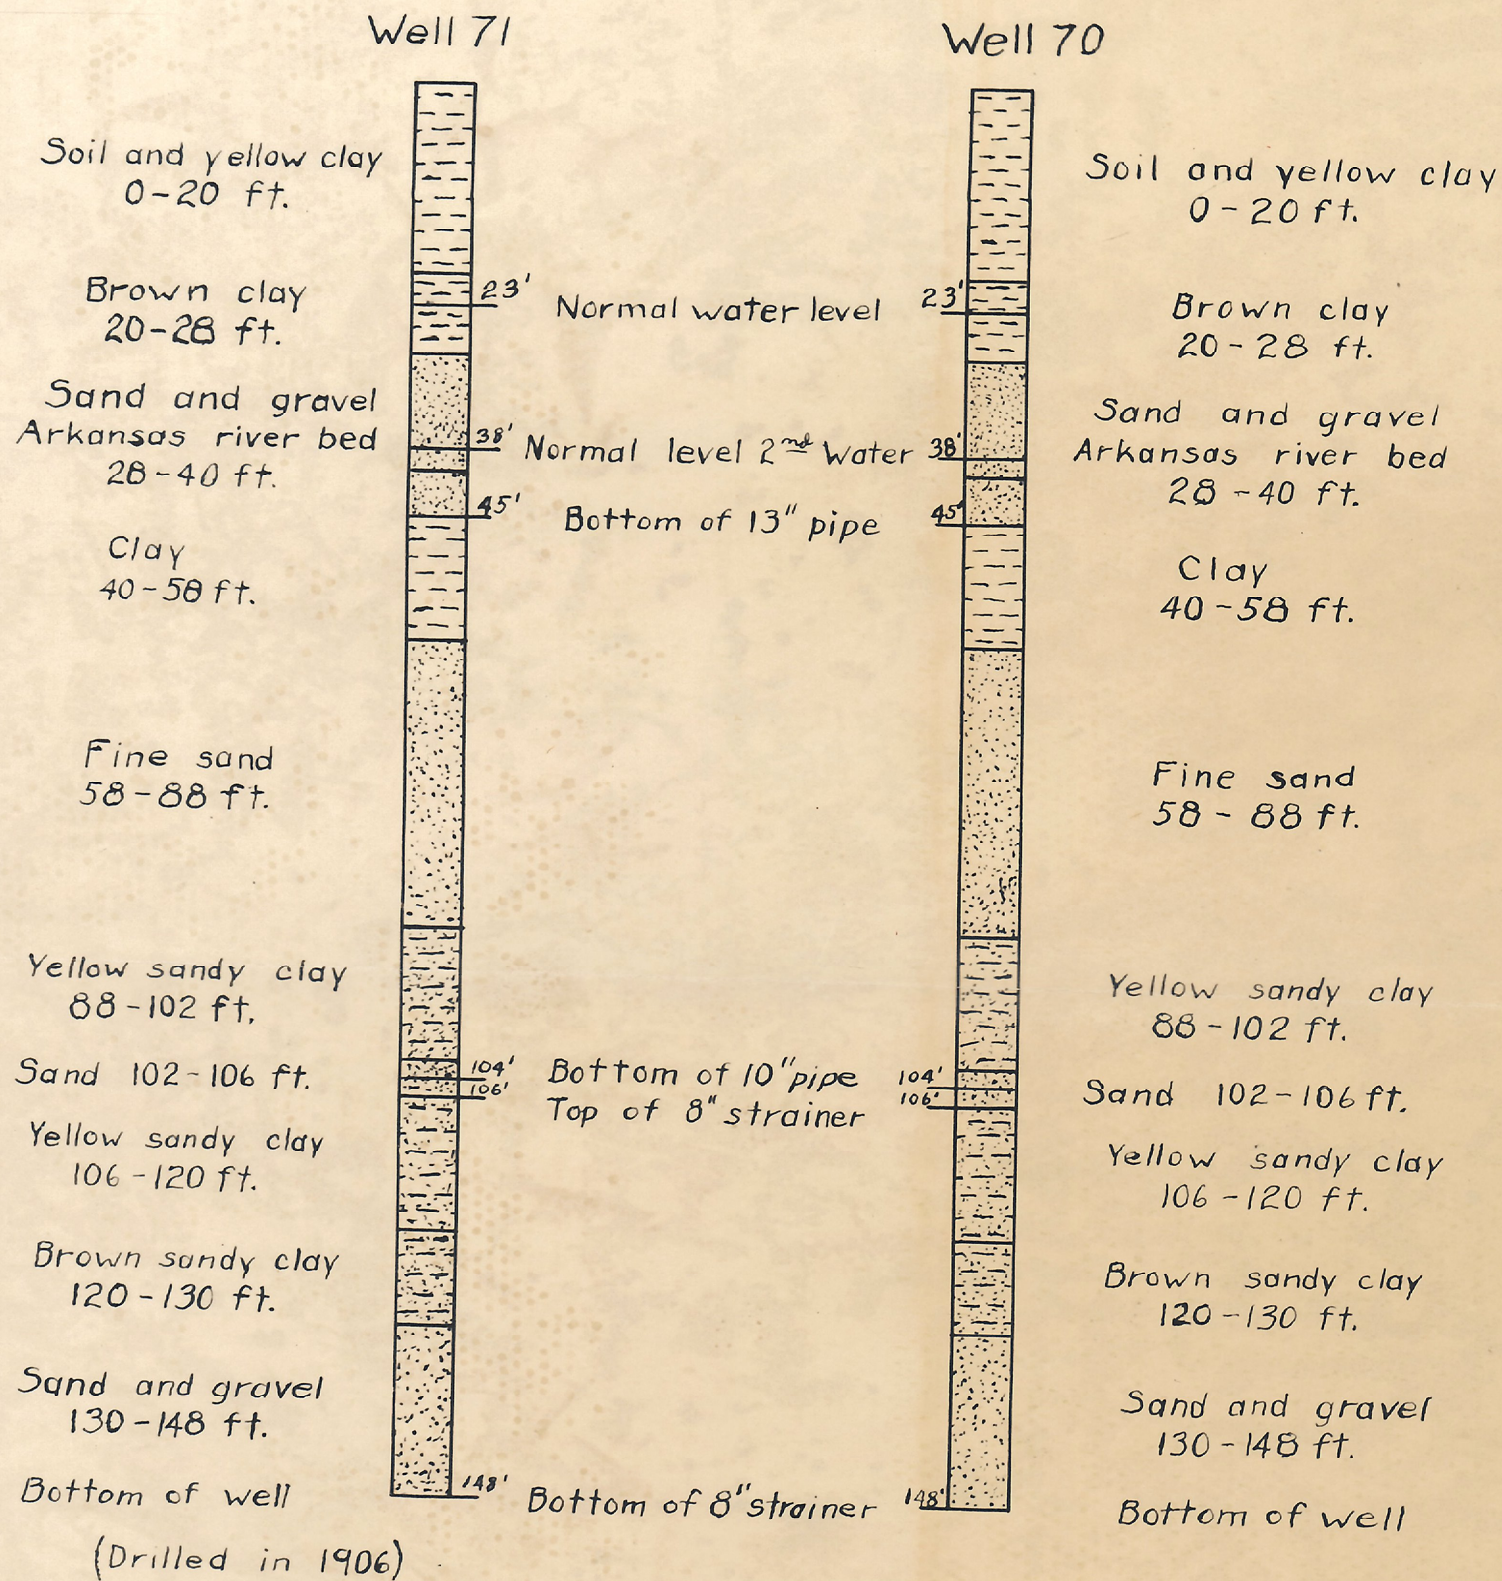 Well 71
Soil and yellow clay
0-20 ft.
Brown clay
20-28 ft.
Sand and gravel
Arkansas river bed
28-40 ft.
Clay
40-58 ft.
Fine sand
58-88 ft.
Yellow sandy clay
88-102 ft.
Sand 102-106 ft.
Yellow sandy clay
106-120 ft.
Brown sandy clay
120-130 ft.
Sand and gravel
130-148 ft.
Bottom of well
(Drilled in 1906)
23' Normal water level 23'
38' Normal level 2nd Water 38'
45' Bottom of 13" pipe 45'
104' Bottom of 10" pipe 104'
106' Top of 8" strainer 106'
148' Bottom of 8" strainer 148'
Well 70
Soil and yellow clay
0-20 ft.
Brown clay
20-28 ft.
Sand and gravel
Arkansas river bed
28-40 ft.
Clay
40-58 ft.
Fine sand
58-88 ft.
Yellow sandy clay
88-102 ft.
Sand 102-106 ft.
Yellow sandy clay
106-120 ft.
Brown sandy clay
120-130 ft.
Sand and gravel
130-148 ft.
Bottom of well